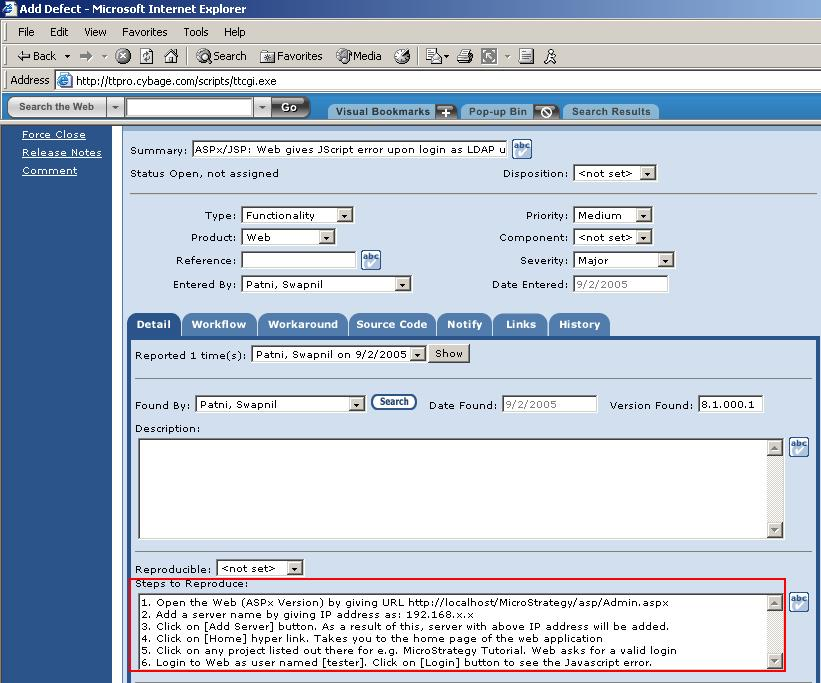 Add Defect - Microsoft Internet Explorer
File Edit View Favorites Tools Help
Back Search Favorites Media
Address http://ttpro.cybage.com/scripts/ttcgi.exe
Search the Web Go Visual Bookmarks Pop-up Bin Search Results
Force Close
Release Notes
Comment
Summary: ASPx/JSP: Web gives JScript error upon login as LDAP u abc
Status Open, not assigned Disposition: <not set>
Type: Functionality Priority: Medium
Product: Web Component: <not set>
Reference: abc Severity: Major
Entered By: Patni, Swapnil Date Entered: 9/2/2005
Detail Workflow Workaround Source Code Notify Links History
Reported 1 time(s): Patni, Swapnil on 9/2/2005 Show
Found By: Patni, Swapnil Search Date Found: 9/2/2005 Version Found: 8.1.000.1
Description:
abc
Reproducible: <not set>
Steps to Reproduce:
abc
1. Open the Web (ASPx Version) by giving URL http://localhost/MicroStrategy/asp/Admin.aspx
2. Add a server name by giving IP address as: 192.168.x.x
3. Click on [Add Server] button. As a result of this, server with above IP address will be added.
4. Click on [Home] hyper link. Takes you to the home page of the web application
5. Click on any project listed out there for e.g. MicroStrategy Tutorial. Web asks for a valid login
6. Login to Web as user named [tester]. Click on [Login] button to see the Javascript error.